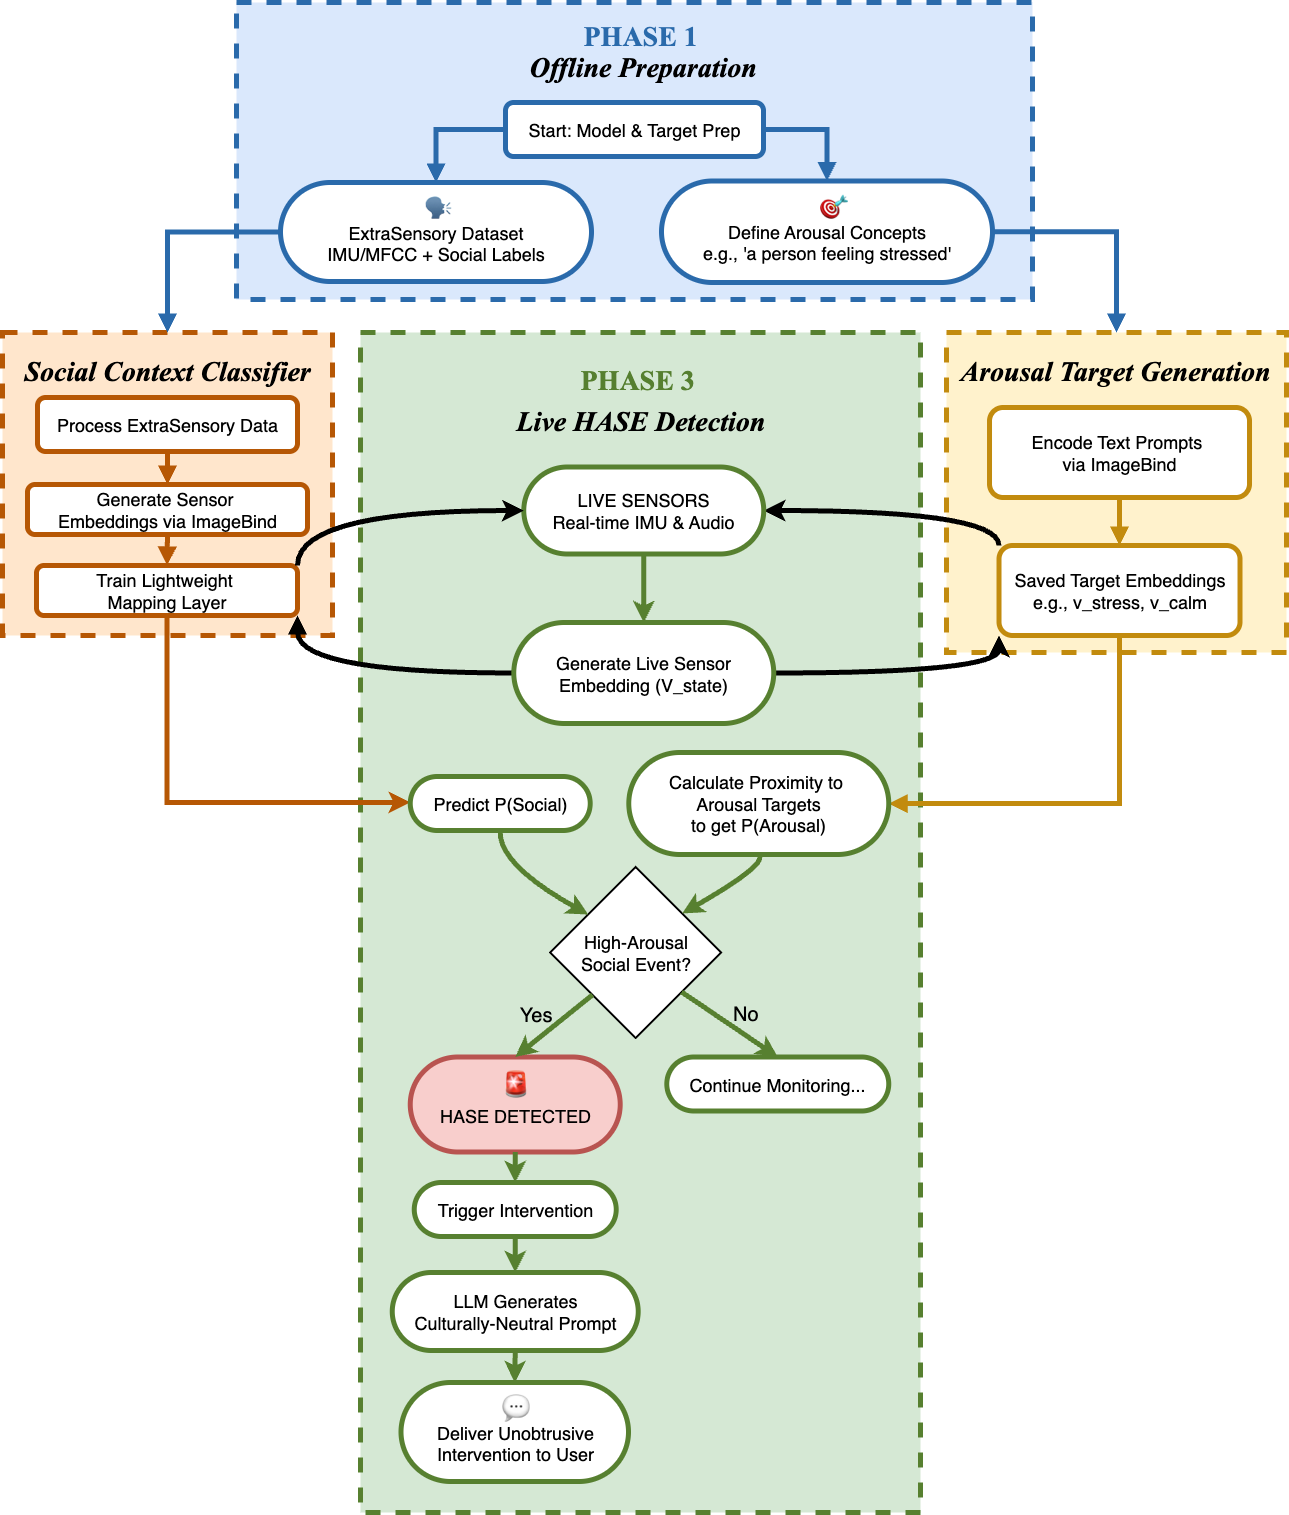 PHASE 1
Offline Preparation
Start: Model & Target Prep
ExtraSensory Dataset
IMU/MFCC + Social Labels
Define Arousal Concepts
e.g., 'a person feeling stressed'
Social Context Classifier
Process ExtraSensory Data
Generate Sensor
Embeddings via ImageBind
Train Lightweight
Mapping Layer
PHASE 3
Live HASE Detection
LIVE SENSORS
Real-time IMU & Audio
Generate Live Sensor
Embedding (V_state)
Arousal Target Generation
Encode Text Prompts
via ImageBind
Saved Target Embeddings
e.g., v_stress, v_calm
Predict P(Social)
Calculate Proximity to
Arousal Targets
to get P(Arousal)
High-Arousal
Social Event?
Yes
No
HASE DETECTED
Continue Monitoring...
Trigger Intervention
LLM Generates
Culturally-Neutral Prompt
Deliver Unobtrusive
Intervention to User